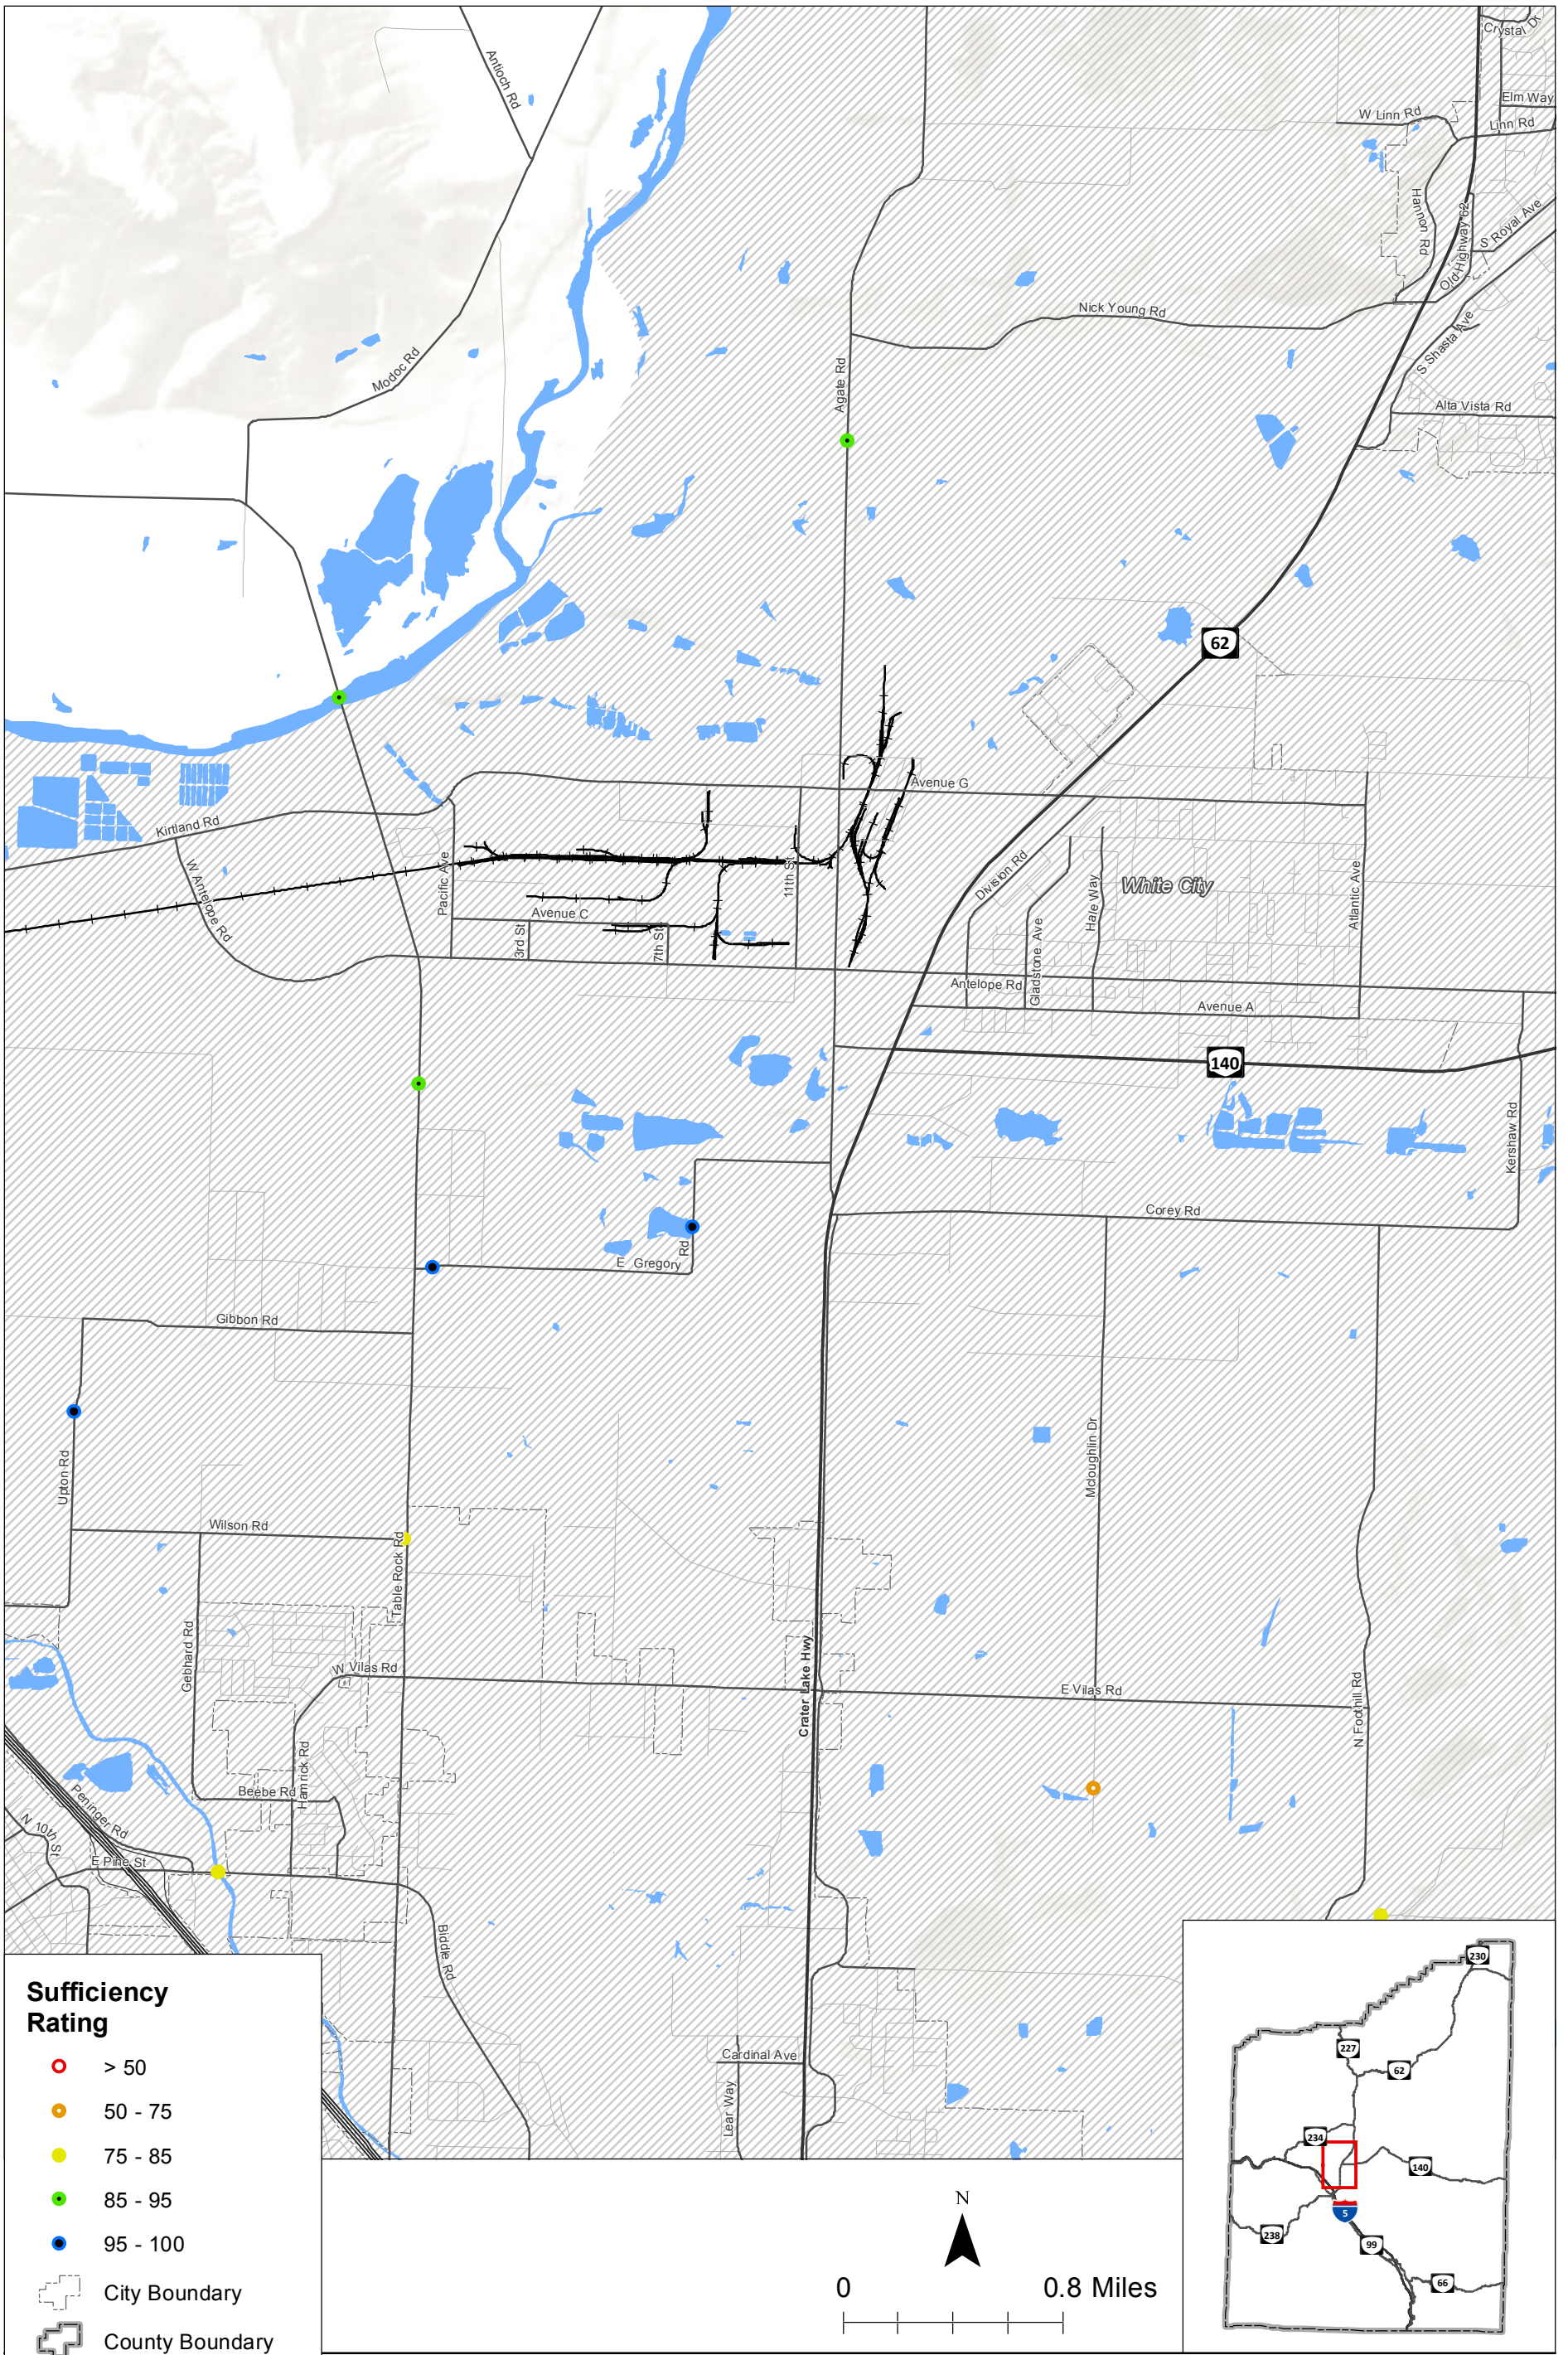 Crystal Dr
Antioch Rd
Elm Way
W Linn Rd
Linn Rd
Hannon Rd
Old Highway 62
S Royal Ave
Nick Young Rd
S Shasta Ave
Modoc Rd
Agate Rd
Alta Vista Rd
62
Avenue G
Kirtland Rd
W Antelope Rd
Pacific Ave
11th St
Division Rd
Hale Way
White City
Atlantic Ave
Avenue C
3rd St
7th St
Gladstone Ave
Antelope Rd
Avenue A
140
Kershaw Rd
Corey Rd
E Gregory
Rd
Gibbon Rd
Mcloughlin Dr
Upton Rd
Wilson Rd
Table Rock Rd
Gebhard Rd
W Vilas Rd
Crater Lake Hwy
E Vilas Rd
N Foothill Rd
Hamrick Rd
Beebe Rd
Peninger Rd
N 10th St
E Pine St
Biddle Rd
Cardinal Ave
Lear Way
Sufficiency
Rating
> 50
50 - 75
75 - 85
85 - 95
95 - 100
City Boundary
County Boundary
N
0
0.8 Miles
230
227
62
234
140
5
238
99
66